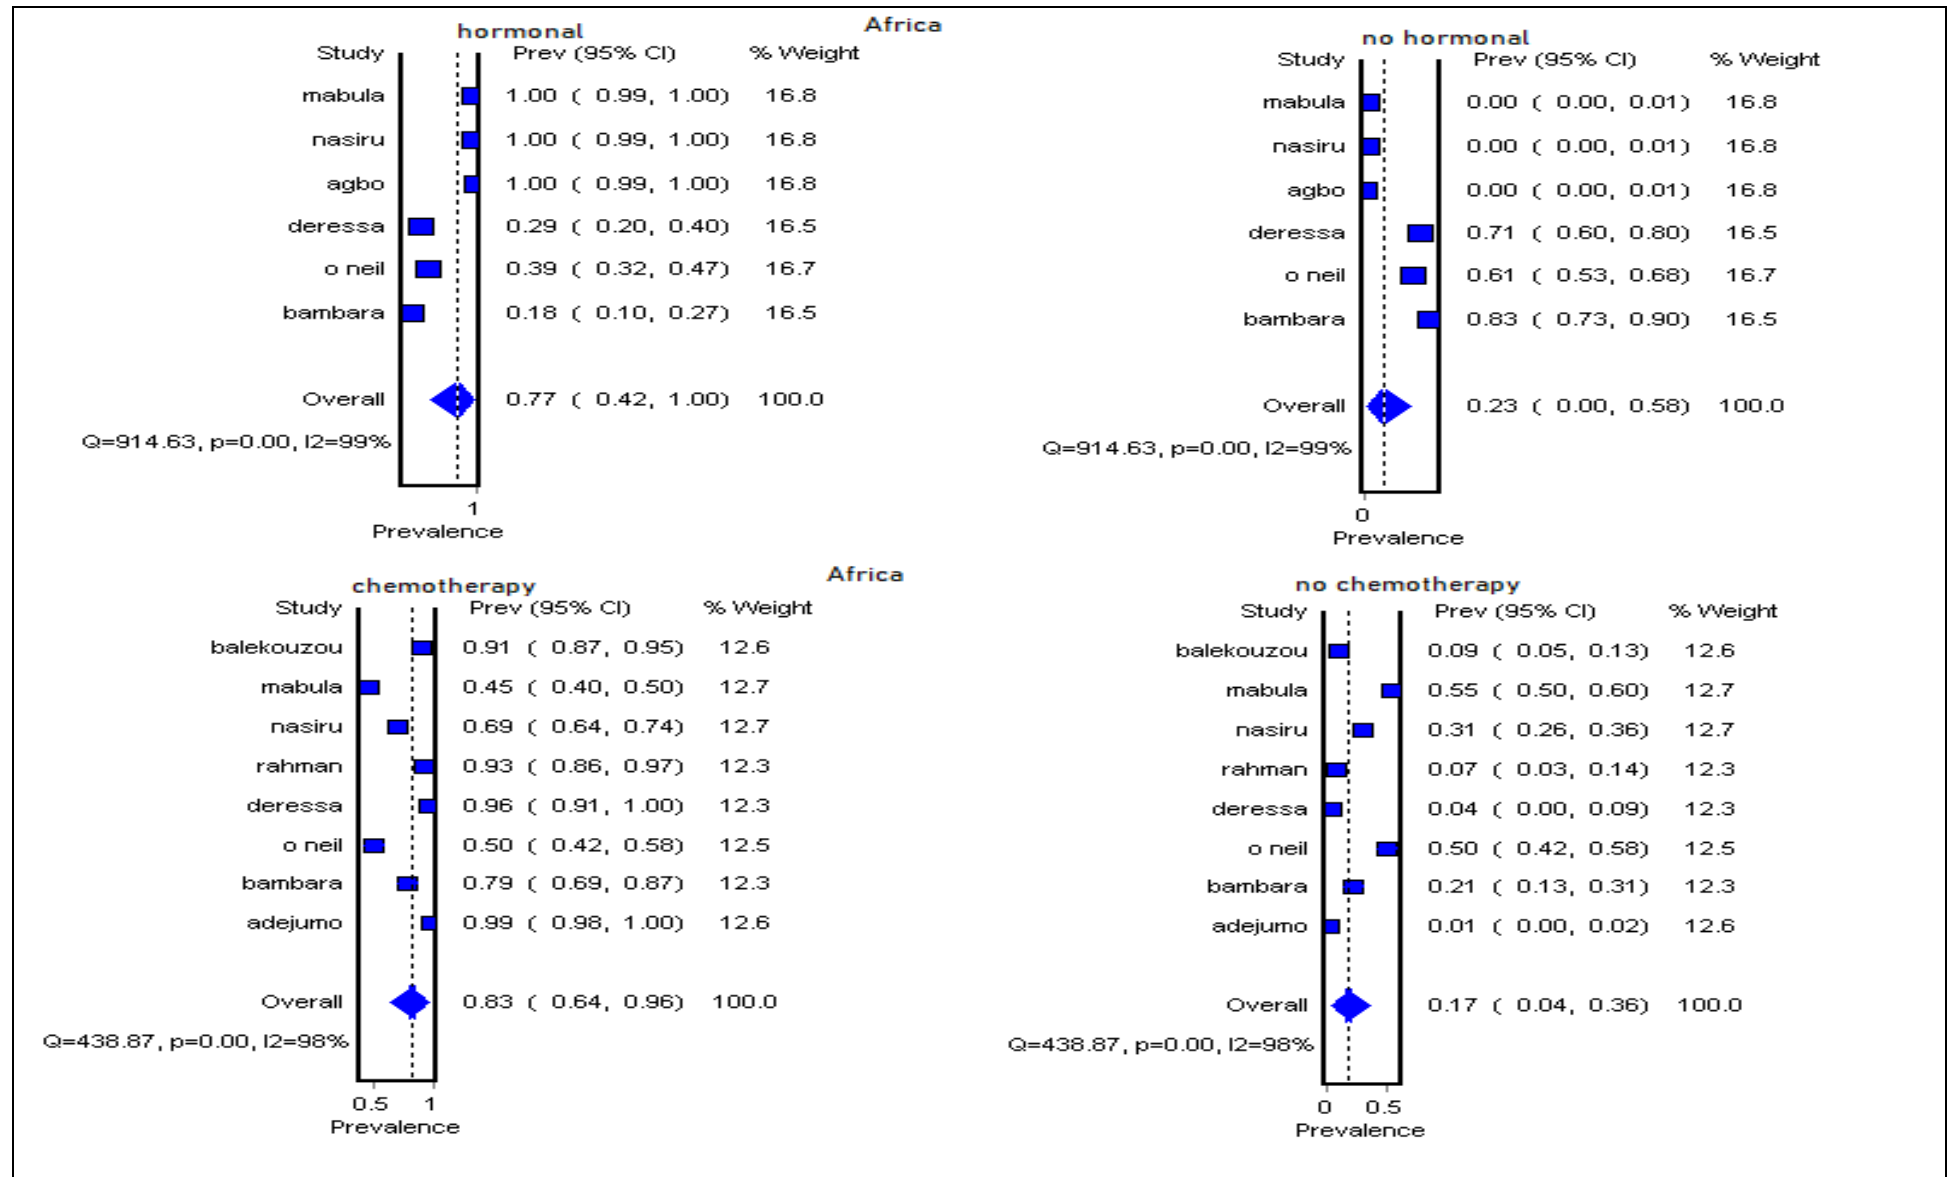 Africa
hormonal
Study Prev (95% CI) % Weight
mabula 1.00 ( 0.99, 1.00) 16.8
nasiru 1.00 ( 0.99, 1.00) 16.8
agbo 1.00 ( 0.99, 1.00) 16.8
deressa 0.29 ( 0.20, 0.40) 16.5
o neil 0.39 ( 0.32, 0.47) 16.7
bambara 0.18 ( 0.10, 0.27) 16.5
Overall 0.77 ( 0.42, 1.00) 100.0
Q=914.63, p=0.00, I2=99%
1
Prevalence
no hormonal
Study Prev (95% CI) % Weight
mabula 0.00 ( 0.00, 0.01) 16.8
nasiru 0.00 ( 0.00, 0.01) 16.8
agbo 0.00 ( 0.00, 0.01) 16.8
deressa 0.71 ( 0.60, 0.80) 16.5
o neil 0.61 ( 0.53, 0.68) 16.7
bambara 0.83 ( 0.73, 0.90) 16.5
Overall 0.23 ( 0.00, 0.58) 100.0
Q=914.63, p=0.00, I2=99%
0
Prevalence
Africa
chemotherapy
Study Prev (95% CI) % Weight
balekouzou 0.91 ( 0.87, 0.95) 12.6
mabula 0.45 ( 0.40, 0.50) 12.7
nasiru 0.69 ( 0.64, 0.74) 12.7
rahman 0.93 ( 0.86, 0.97) 12.3
deressa 0.96 ( 0.91, 1.00) 12.3
o neil 0.50 ( 0.42, 0.58) 12.5
bambara 0.79 ( 0.69, 0.87) 12.3
adejumo 0.99 ( 0.98, 1.00) 12.6
Overall 0.83 ( 0.64, 0.96) 100.0
Q=438.87, p=0.00, I2=98%
0.5 1
Prevalence
no chemotherapy
Study Prev (95% CI) % Weight
balekouzou 0.09 ( 0.05, 0.13) 12.6
mabula 0.55 ( 0.50, 0.60) 12.7
nasiru 0.31 ( 0.26, 0.36) 12.7
rahman 0.07 ( 0.03, 0.14) 12.3
deressa 0.04 ( 0.00, 0.09) 12.3
o neil 0.50 ( 0.42, 0.58) 12.5
bambara 0.21 ( 0.13, 0.31) 12.3
adejumo 0.01 ( 0.00, 0.02) 12.6
Overall 0.17 ( 0.04, 0.36) 100.0
Q=438.87, p=0.00, I2=98%
0 0.5
Prevalence